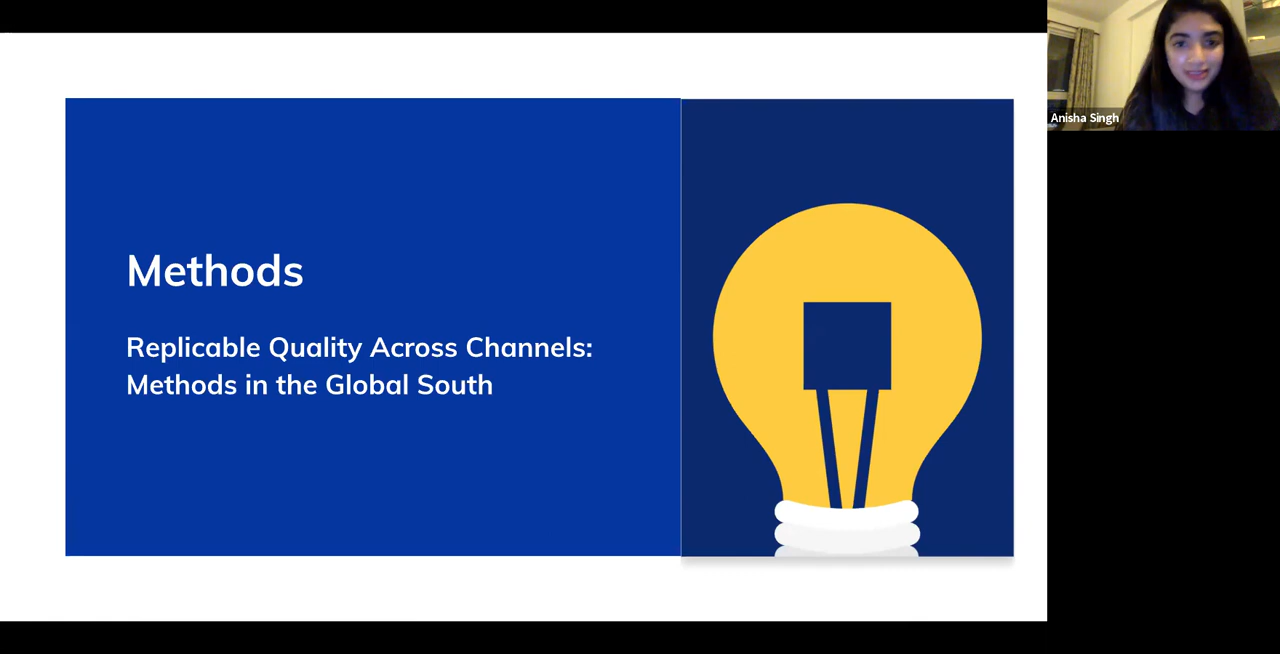 Methods
Replicable Quality Across Channels:
Methods in the Global South
Anisha Singh